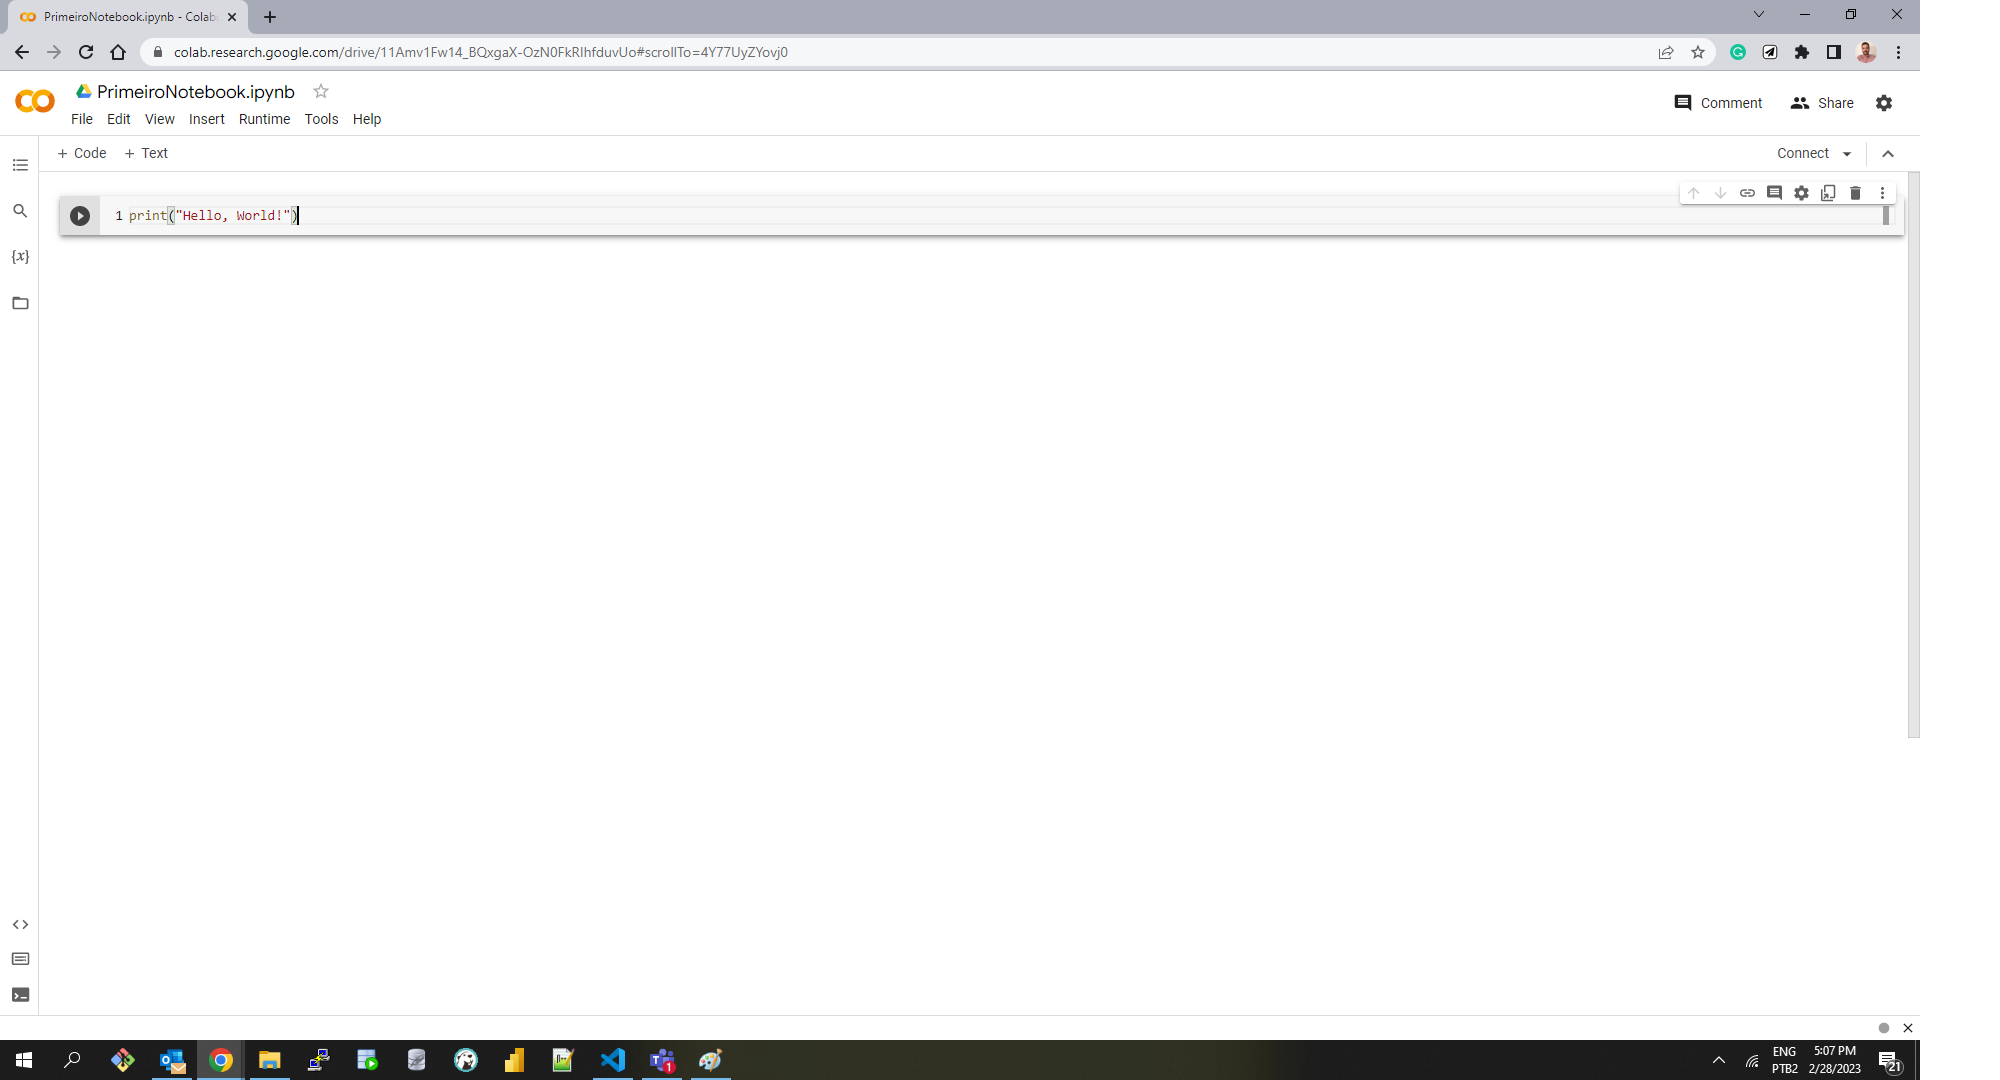 PrimeiroNotebook.ipynb - Colab
colab.research.google.com/drive/11Amv1Fw14_BQxgaX-OzN0FkRIhfduvUo#scrollTo=4Y77UyZYovj0
PrimeiroNotebook.ipynb
File Edit View Insert Runtime Tools Help
Comment Share
+ Code + Text
Connect
{x}
1 print("Hello, World!")
ENG 5:07 PM
PTB2 2/28/2023
21
1